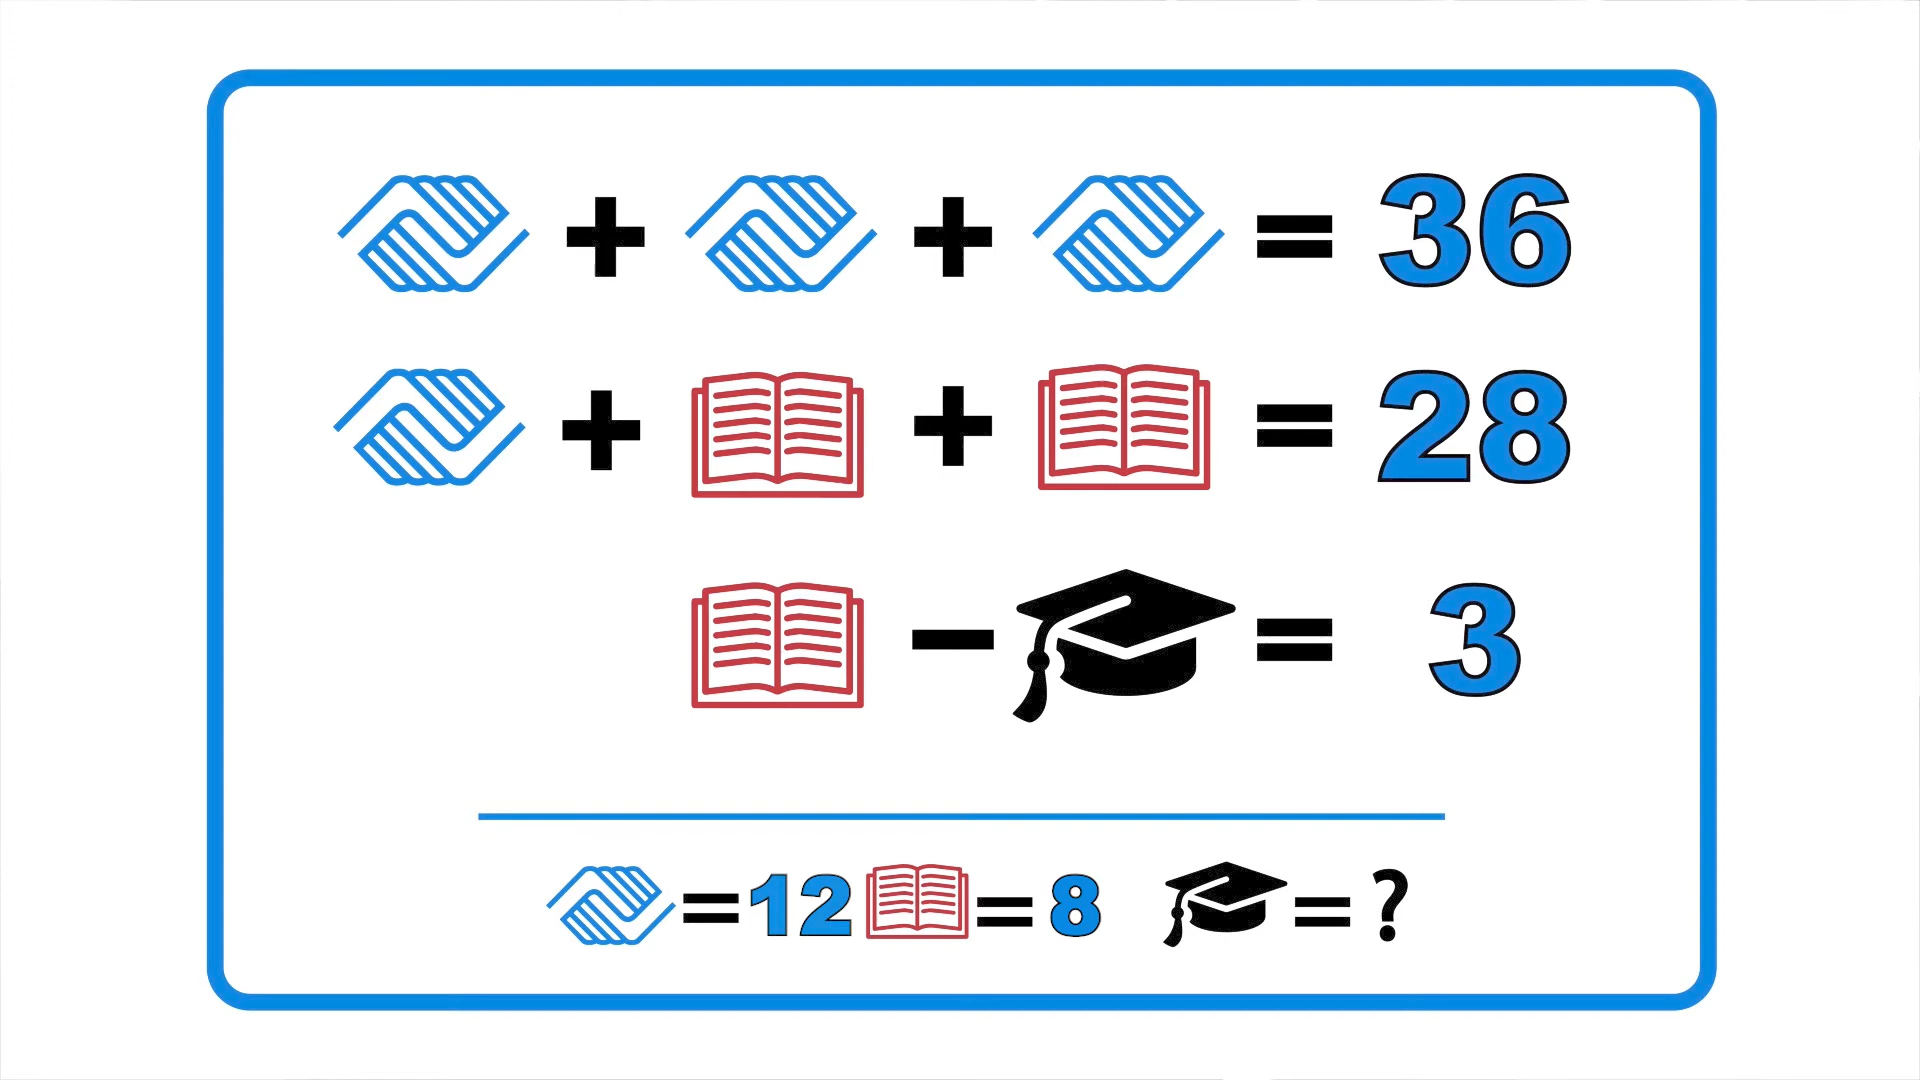 + + = 36
+ + = 28
− = 3
= 12 = 8 = ?